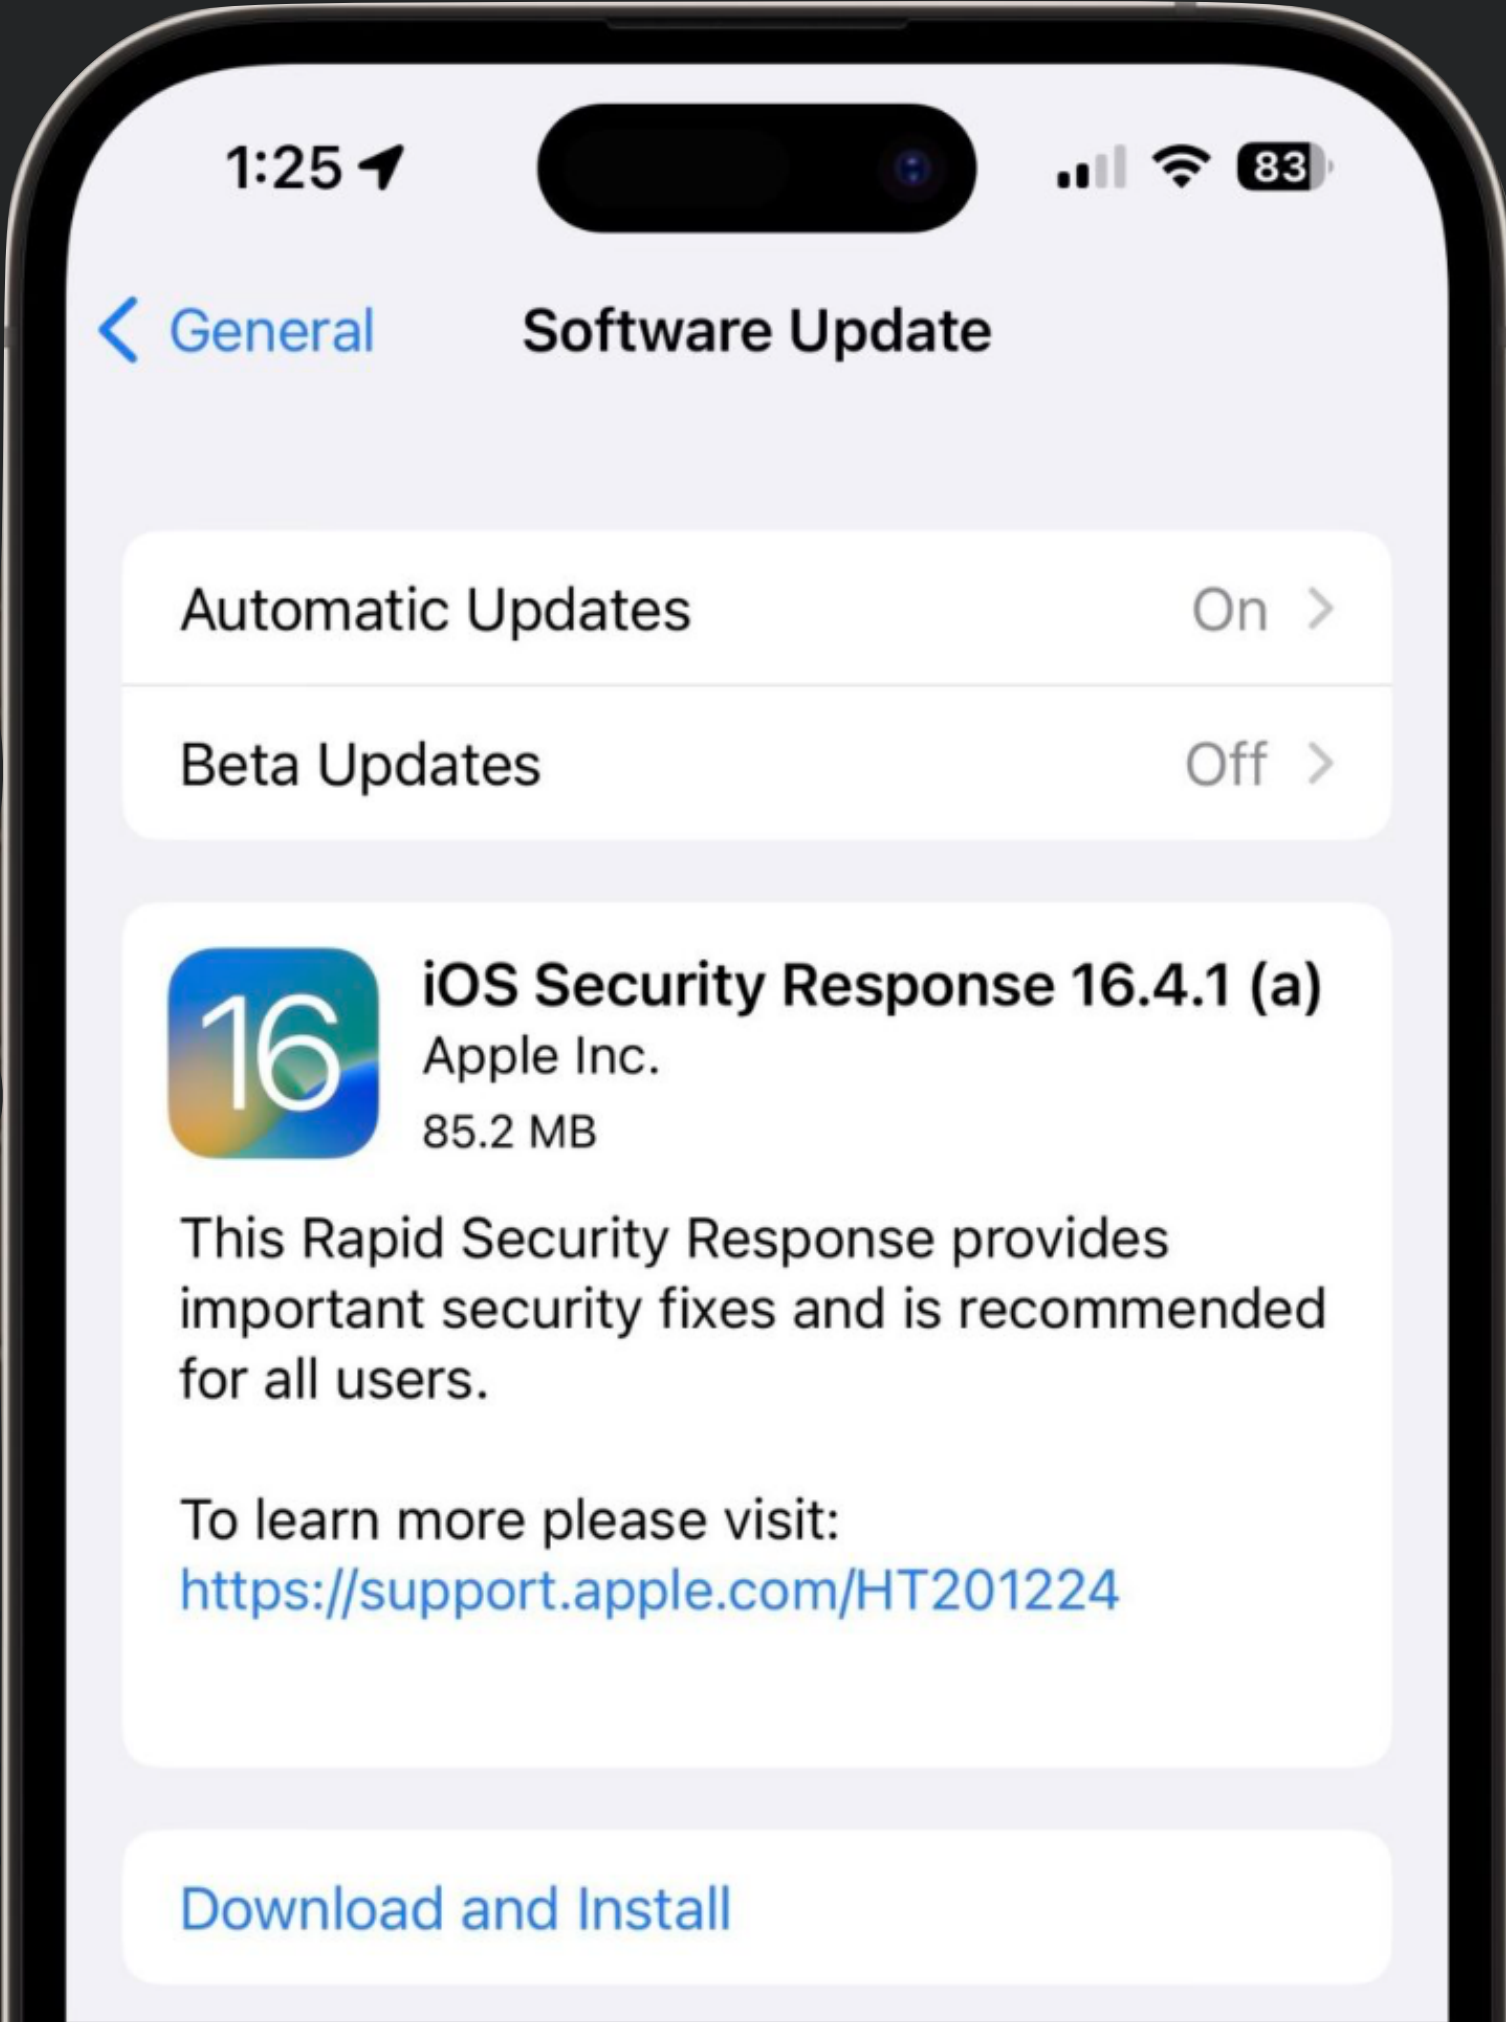 1:25
83
General
Software Update
Automatic Updates On
Beta Updates Off
16
iOS Security Response 16.4.1 (a)
Apple Inc.
85.2 MB
This Rapid Security Response provides
important security fixes and is recommended
for all users.
To learn more please visit:
https://support.apple.com/HT201224
Download and Install